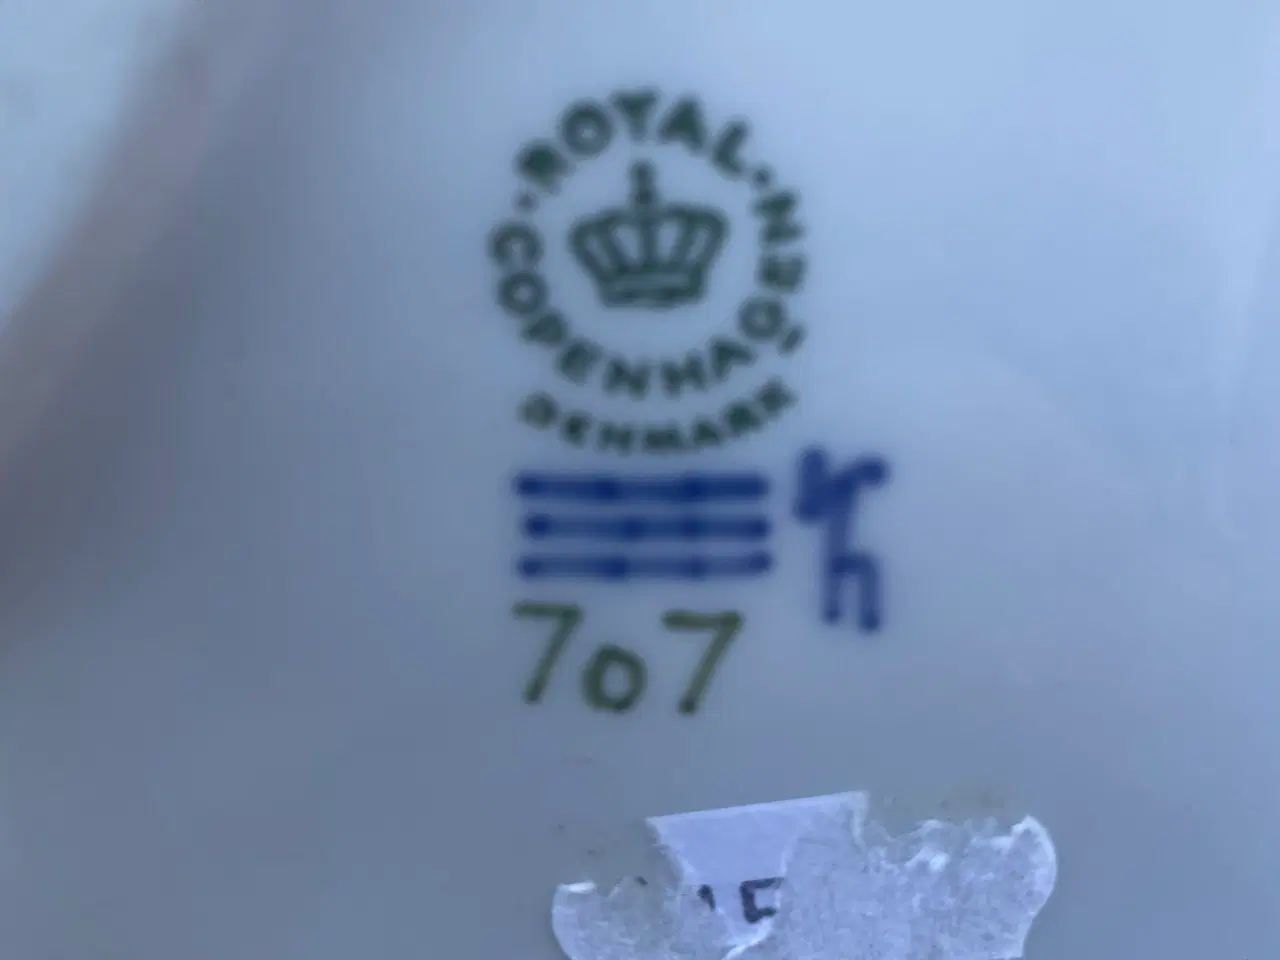 ROYAL
COPENHAGEN
DENMARK
707